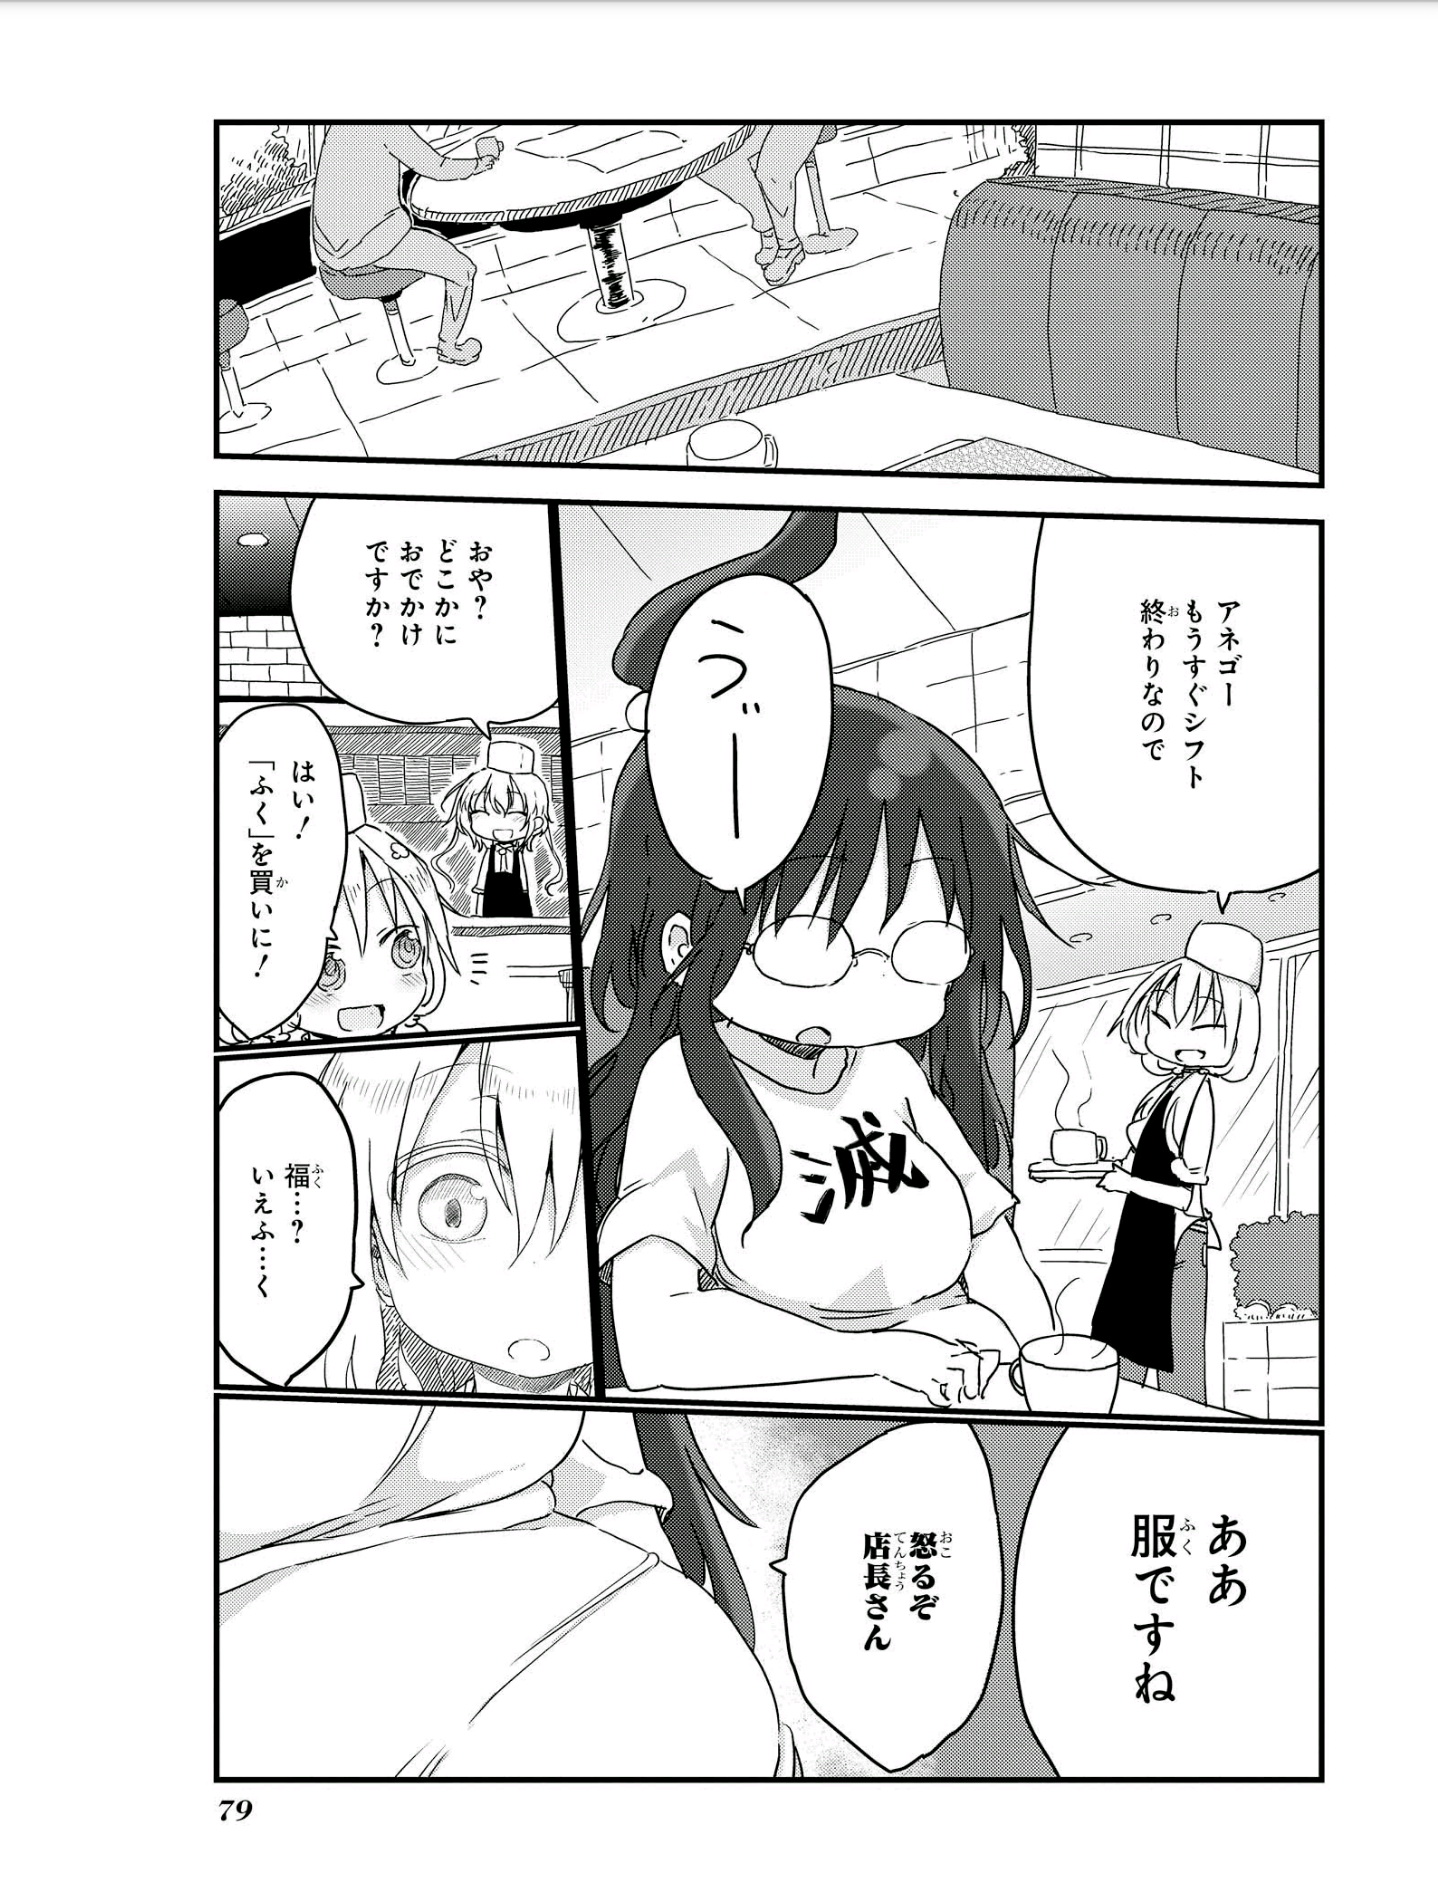 アネゴー
もうすぐシフト
終わりなので
うﾞー
滅
おや？
どこかに
おでかけ
ですか？
はい！
「ふく」を買いに！
福…？
いえふ…く
ああ
服ですね
怒るぞ
店長さん
79